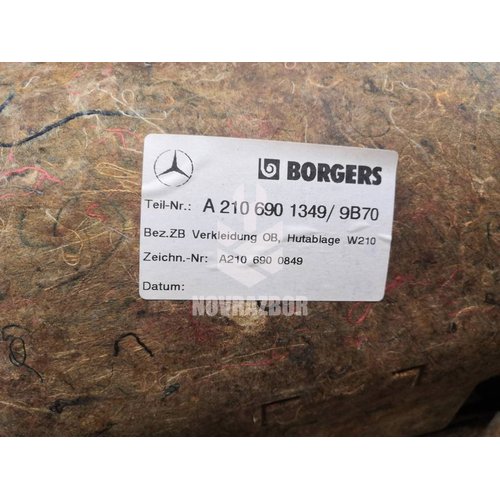 BORGERS
Teil-Nr.: A 210 690 1349/ 9B70
Bez.ZB Verkleidung OB, Hutablage W210
Zeichn.-Nr: A210 690 0849
Datum:
NOVRAZBOR